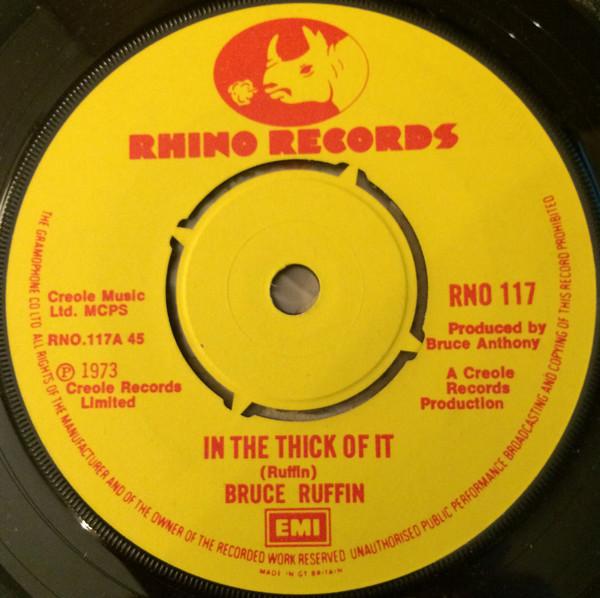 RHINO RECORDS
Creole Music
Ltd. MCPS
RNO.117A 45
℗ 1973
Creole Records
Limited
RNO 117
Produced by
Bruce Anthony
A Creole
Records
Production
IN THE THICK OF IT
(Ruffin)
BRUCE RUFFIN
EMI
THE GRAMOPHONE CO LTD. ALL RIGHTS OF THE MANUFACTURER AND OF THE OWNER OF THE RECORDED WORK RESERVED UNAUTHORISED PUBLIC PERFORMANCE BROADCASTING AND COPYING OF THIS RECORD PROHIBITED
MADE IN GT BRITAIN